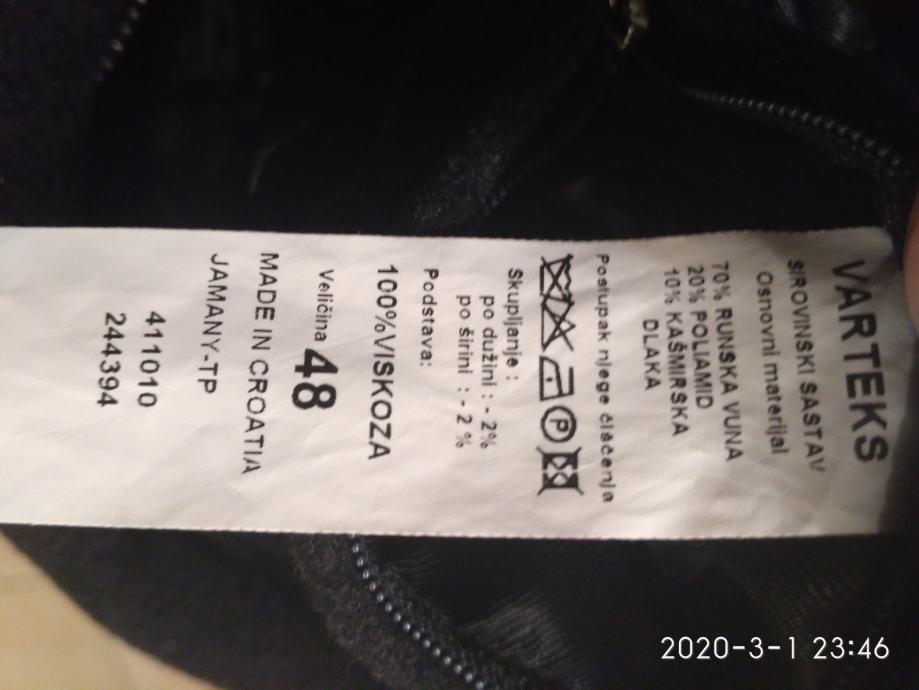 VARTEKS
SIROVINSKI SASTAV
Osnovni materijal
70% RUNSKA VUNA
20% POLIAMID
10% KAŠMIRSKA
DLAKA
Postupak njege čišćenja
P
Skupljanje :
po dužini : - 2%
po širini : - 2 %
Podstava:
100%VISKOZA
Veličina 48
MADE IN CROATIA
JAMANY-TP
411010
244394
2020-3-1 23:46